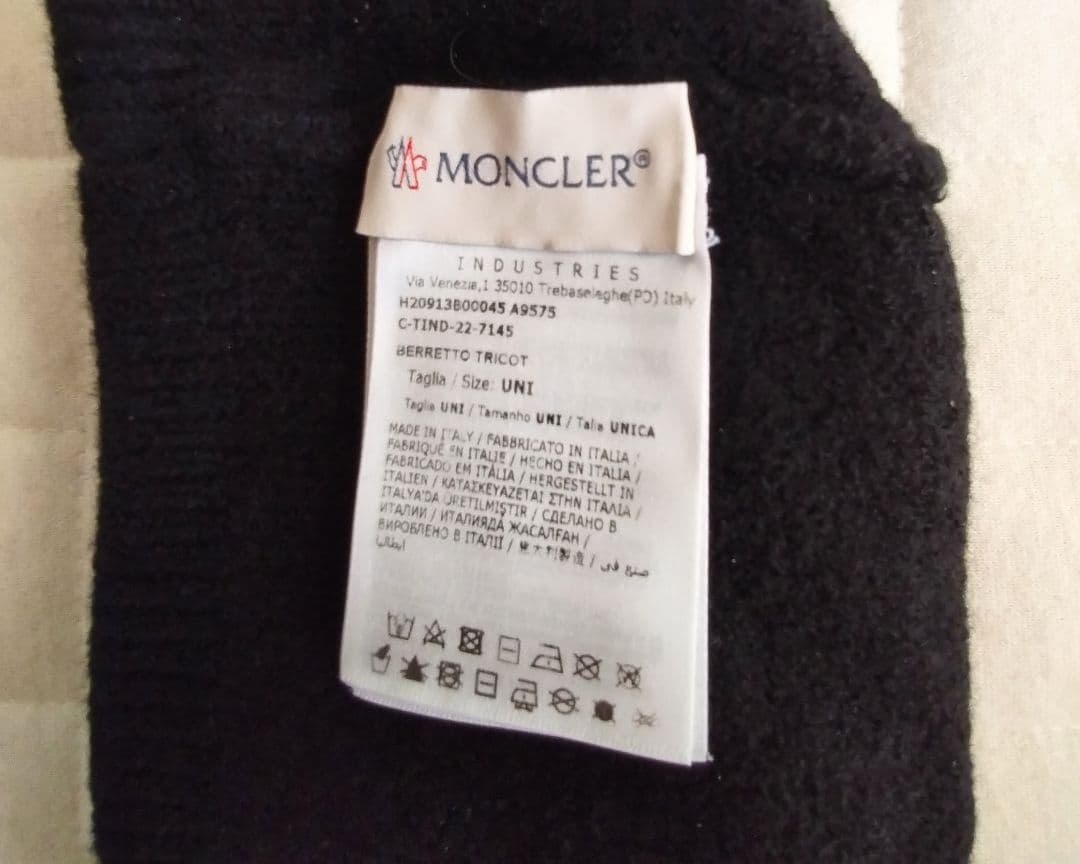 MONCLER®
INDUSTRIES
Via Venezia,1 35010 Trebaseleghe(PD) Italy
H20913B00045 A9575
C-TIND-22-7145
BERRETTO TRICOT
Taglia / Size: UNI
Taglia UNI / Tamanho UNI / Talla UNICA
MADE IN ITALY / FABBRICATO IN ITALIA /
FABRIQUÉ EN ITALIE / HECHO EN ITALIA /
FABRICADO EM ITÁLIA / HERGESTELLT IN
ITALIEN / ΚΑΤΑΣΚΕΥΑΖΕΤΑΙ ΣΤΗΝ ΙΤΑΛΙΑ /
ITALYA'DA ÜRETILMIŞTIR / СДЕЛАНО В
ИТАЛИИ / ИТАЛИЯДА ЖАСАЛҒАН /
ВИРОБЛЕНО В ІТАЛІЇ / 意大利製造 / صنع في
ايطاليا